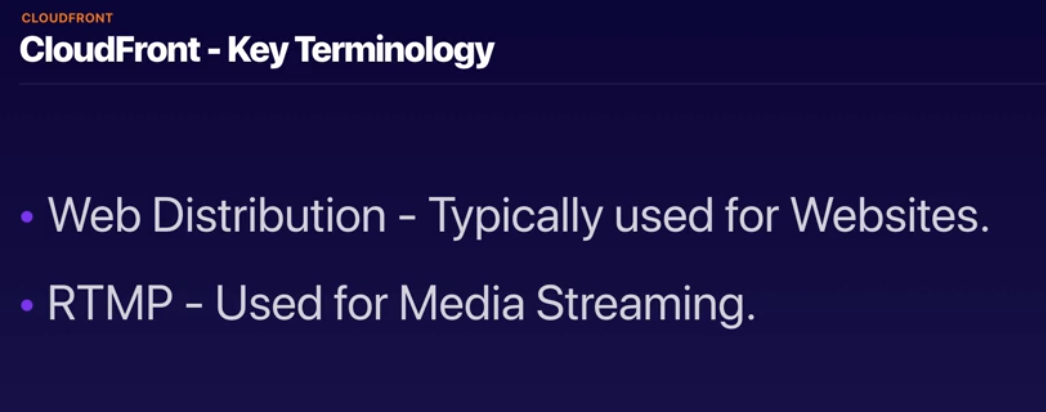 CLOUDFRONT
CloudFront - Key Terminology
• Web Distribution - Typically used for Websites.
• RTMP - Used for Media Streaming.